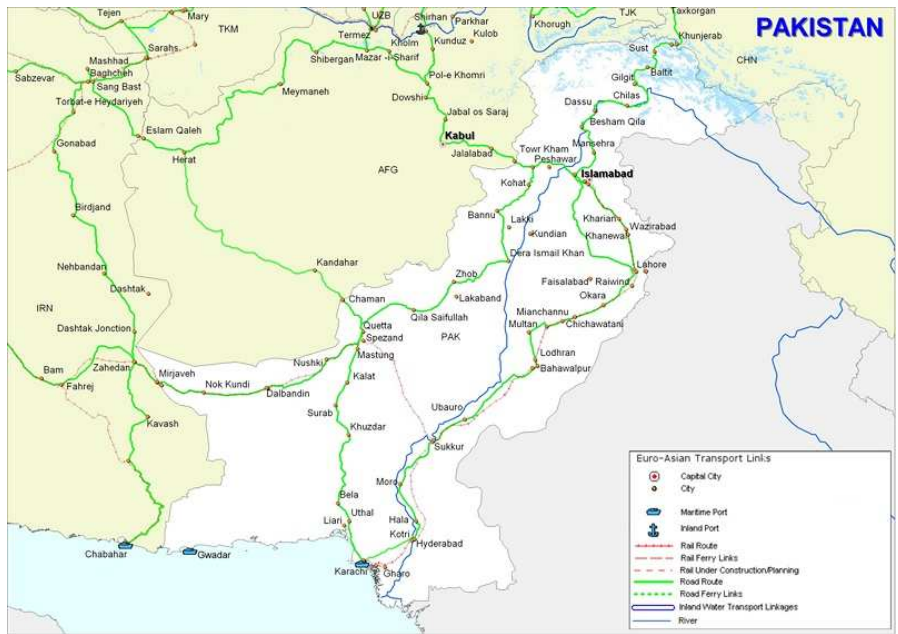 PAKISTAN
Tejen
Mary
TKM
UZB
Termez
Shirhan
Parkhar
Kulob
Khorugh
TJK
Taxkorgan
Khunjerab
CHN
Sust
Baltit
Gilgit
Chilas
Dassu
Besham Qila
Mansehra
Kholm
Kunduz
Mazar -i-Sharif
Shibergan
Pol-e Khomri
Dowshi
Jabal os Saraj
Kabul
Jalalabad
Towr Kham
Peshawar
Islamabad
Sarahs.
Mashhad
Baghcheh
Sabzevar
Sang Bast
Torbat-e Heydariyeh
Meymaneh
Eslam Qaleh
Gonabad
Herat
AFG
Kohat
Bannu
Lakki
Kundian
Kharian
Wazirabad
Khanewal
Birdjand
Dera Ismail Khan
Lahore
Faisalabad
Raiwind
Okara
Nehbandan
Dashtak
Kandahar
Zhob
Lakaband
Chaman
Qila Saifullah
Mianchannu
Multan
Chichawatani
IRN
PAK
Dashtak Jonction
Quetta
Spezand
Mastung
Lodhran
Bahawalpur
Bam
Fahrej
Zahedan
Mirjaveh
Nok Kundi
Nushki
Dalbandin
Kalat
Surab
Ubauro
Kavash
Khuzdar
Sukkur
Moro
Bela
Uthal
Liari
Hala
Kotri
Hyderabad
Chabahar
Gwadar
Karachi
Gharo
Euro-Asian Transport Links
Capital City
City
Maritime Port
Inland Port
Rail Route
Rail Ferry Links
Rail Under Construction/Planning
Road Route
Road Ferry Links
Inland Water Transport Linkages
River